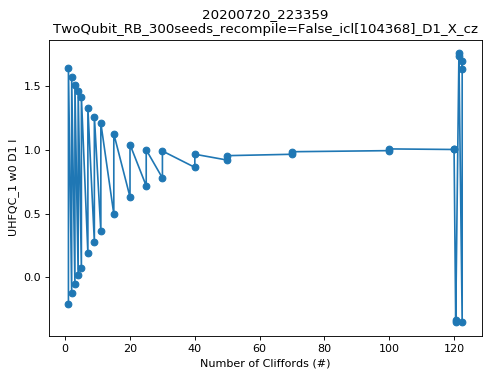 20200720_223359
TwoQubit_RB_300seeds_recompile=False_icl[104368]_D1_X_cz
UHFQC_1 w0 D1 I
1.5
1.0
0.5
0.0
0 20 40 60 80 100 120
Number of Cliffords (#)